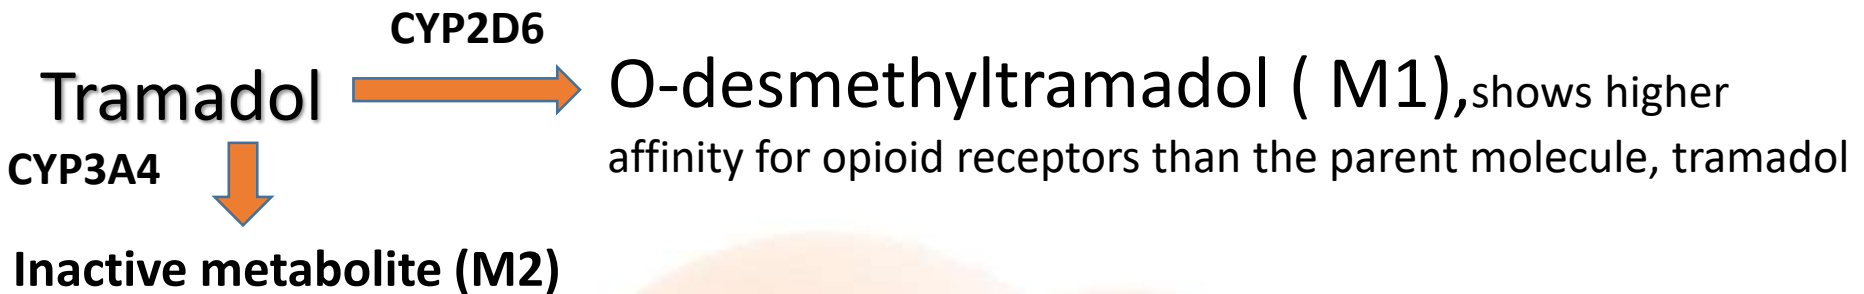 CYP2D6
Tramadol
O-desmethyltramadol ( M1),shows higher
affinity for opioid receptors than the parent molecule, tramadol
CYP3A4
Inactive metabolite (M2)